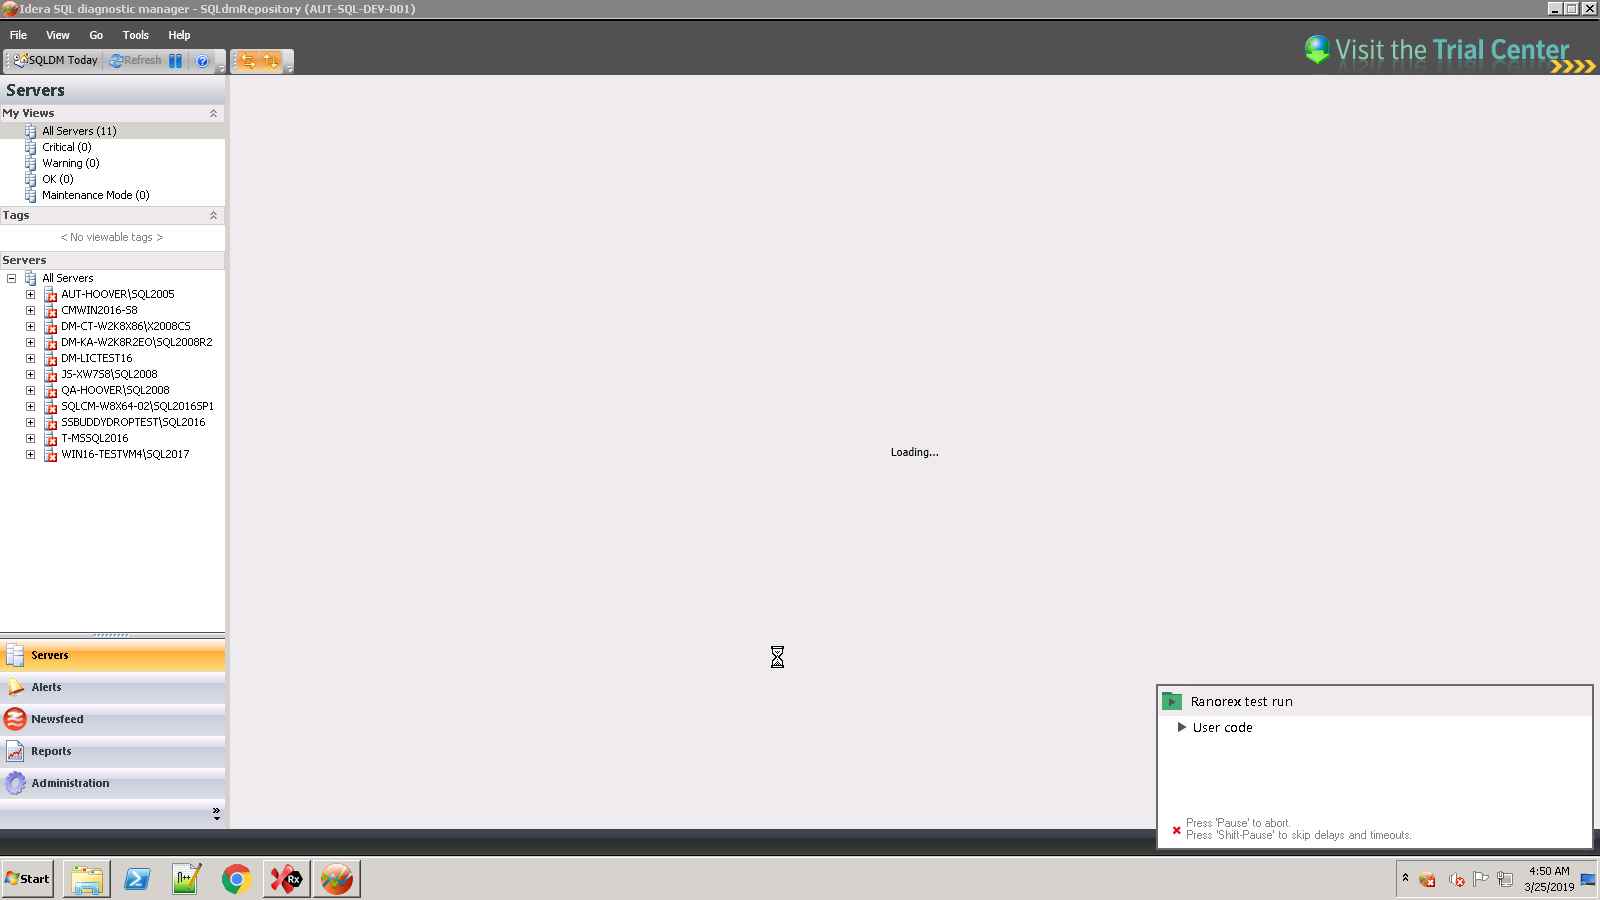 Idera SQL diagnostic manager - SQLdmRepository (AUT-SQL-DEV-001)
File View Go Tools Help
SQLDM Today Refresh
Visit the Trial Center
Servers
My Views
All Servers (11)
Critical (0)
Warning (0)
OK (0)
Maintenance Mode (0)
Tags
< No viewable tags >
Servers
All Servers
AUT-HOOVER\SQL2005
CMWIN2016-S8
DM-CT-W2K8X86\X2008CS
DM-KA-W2K8R2EO\SQL2008R2
DM-LICTEST16
JS-XW7S8\SQL2008
QA-HOOVER\SQL2008
SQLCM-W8X64-02\SQL2016SP1
SSBUDDYDROPTEST\SQL2016
T-MSSQL2016
WIN16-TESTVM4\SQL2017
Loading...
Servers
Alerts
Newsfeed
Reports
Administration
Ranorex test run
User code
Press 'Pause' to abort.
Press 'Shift-Pause' to skip delays and timeouts.
Start
Rx
4:50 AM
3/25/2019